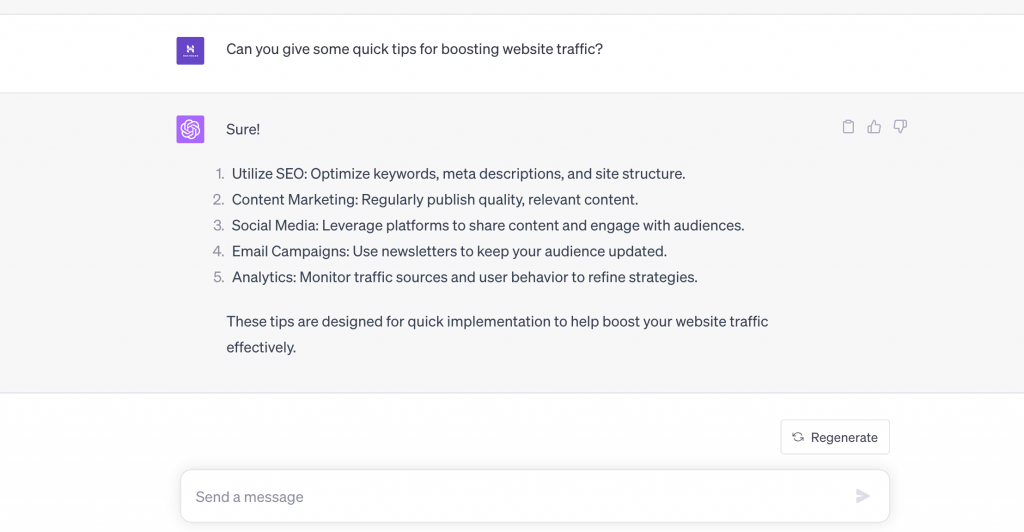 Can you give some quick tips for boosting website traffic?
Sure!
1. Utilize SEO: Optimize keywords, meta descriptions, and site structure.
2. Content Marketing: Regularly publish quality, relevant content.
3. Social Media: Leverage platforms to share content and engage with audiences.
4. Email Campaigns: Use newsletters to keep your audience updated.
5. Analytics: Monitor traffic sources and user behavior to refine strategies.
These tips are designed for quick implementation to help boost your website traffic
effectively.
Regenerate
Send a message